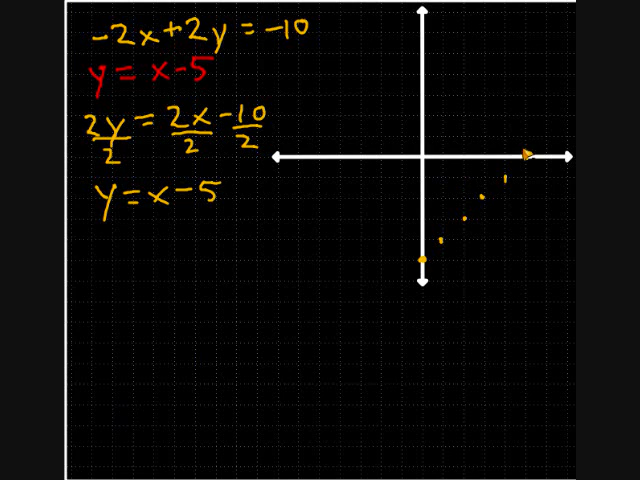 -2x+2y = -10
y = x-5
2y/2 = 2x/2 -10/2
y = x-5